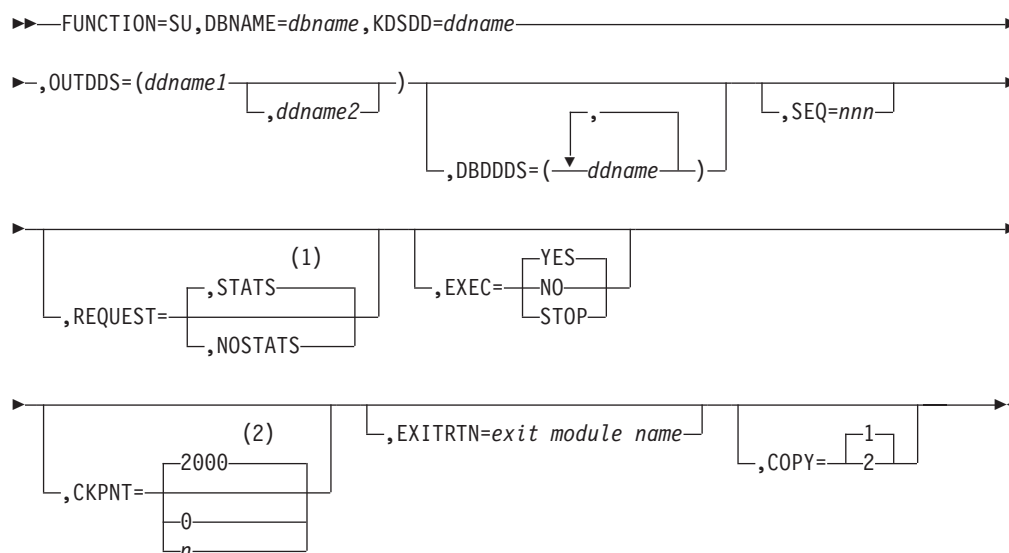 FUNCTION=SU,DBNAME=dbname,KDSDD=ddname
,OUTDDS=(ddname1
,ddname2
)
,DBDDDS=(
,
ddname
)
,SEQ=nnn
,REQUEST=
(1)
,STATS
,NOSTATS
,EXEC=
YES
NO
STOP
,CKPNT=
(2)
2000
0
n
,EXITRTN=exit module name
,COPY=
1
2